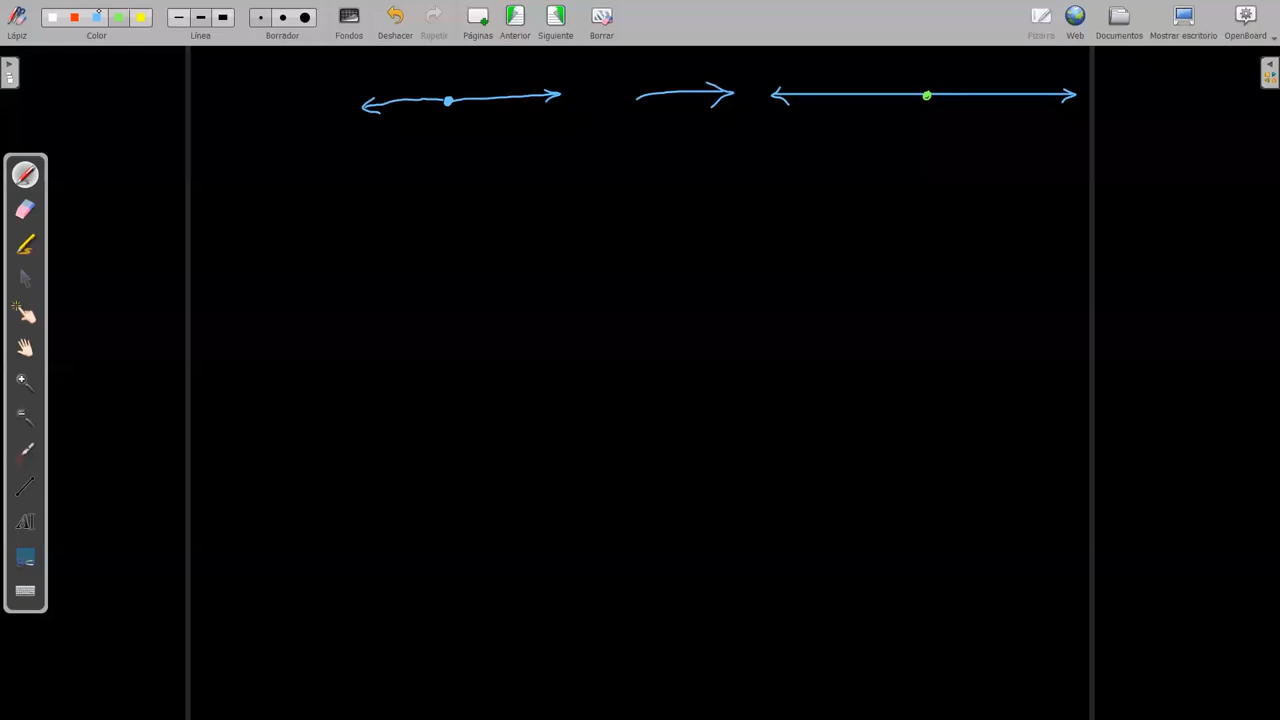 Lápiz Color Línea Borrador Fondos Deshacer Repetir Páginas Anterior Siguiente Borrar Pizarra Web Documentos Mostrar escritorio OpenBoard